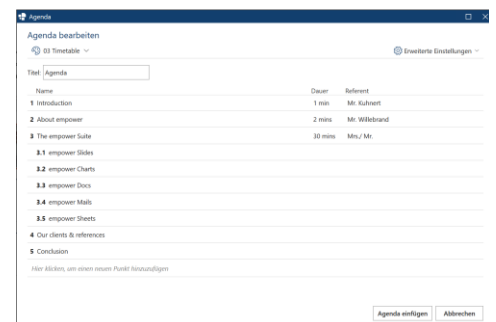 Agenda
Agenda bearbeiten
03 Timetable
Erweiterte Einstellungen
Titel: Agenda
Name Dauer Referent
1 Introduction 1 min Mr. Kuhnert
2 About empower 2 mins Mr. Willebrand
3 The empower Suite 30 mins Mrs./ Mr.
3.1 empower Slides
3.2 empower Charts
3.3 empower Docs
3.4 empower Mails
3.5 empower Sheets
4 Our clients & references
5 Conclusion
Hier klicken, um einen neuen Punkt hinzuzufügen
Agenda einfügen Abbrechen